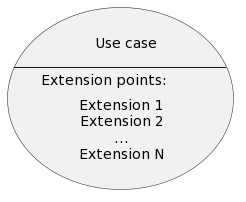 Use case
Extension points:
Extension 1
Extension 2
...
Extension N